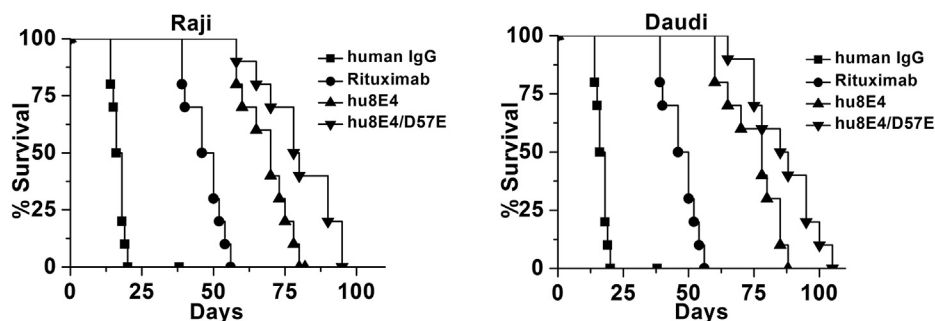 Raji
100
75
50
25
0
% Survival
0 25 50 75 100
Days
human IgG
Rituximab
hu8E4
hu8E4/D57E
Daudi
100
75
50
25
0
% Survival
0 25 50 75 100
Days
human IgG
Rituximab
hu8E4
hu8E4/D57E